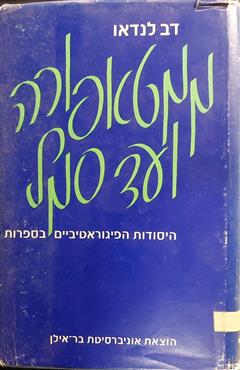 דב לנדאו
ממטאפורה
ועד סמל
היסודות הפיגוראטיביים בספרות
הוצאת אוניברסיטת בר־אילן